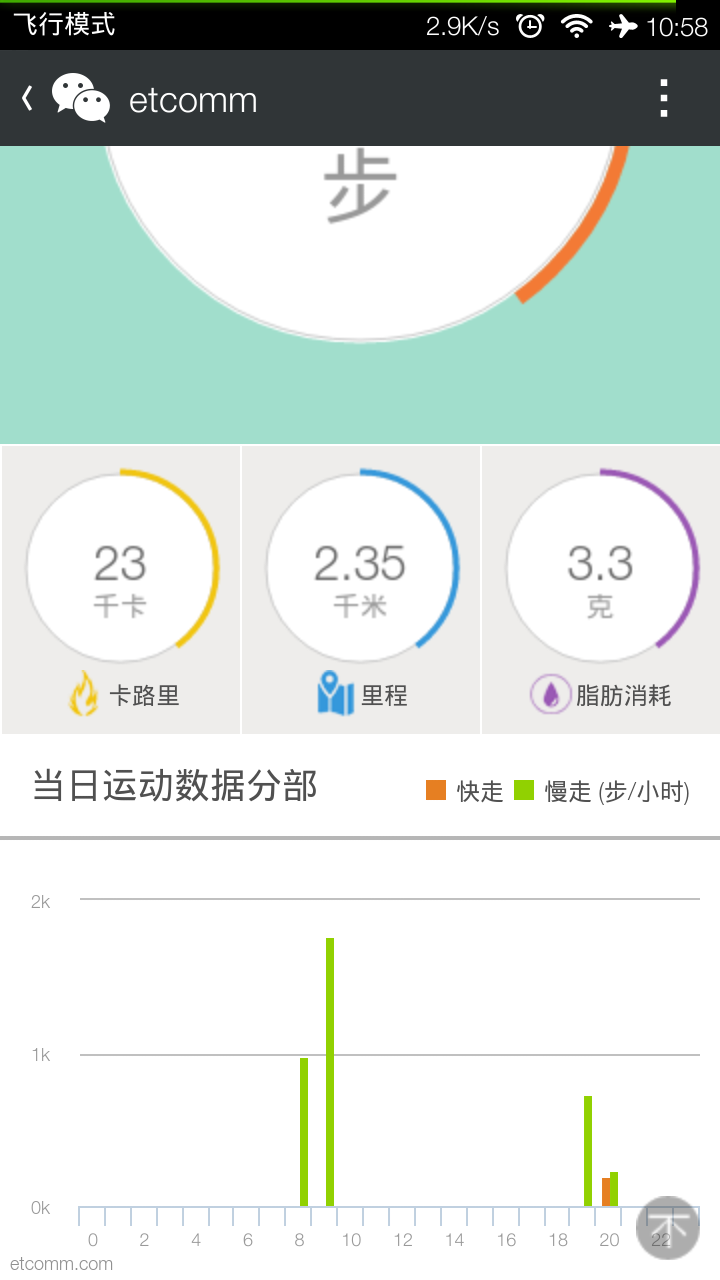 飞行模式 2.9K/s 10:58
etcomm
步
23 2.35 3.3
千卡 千米 克
卡路里 里程 脂肪消耗
当日运动数据分部 快走 慢走 (步/小时)
2k
1k
0k
0 2 4 6 8 10 12 14 16 18 20 22
etcomm.com